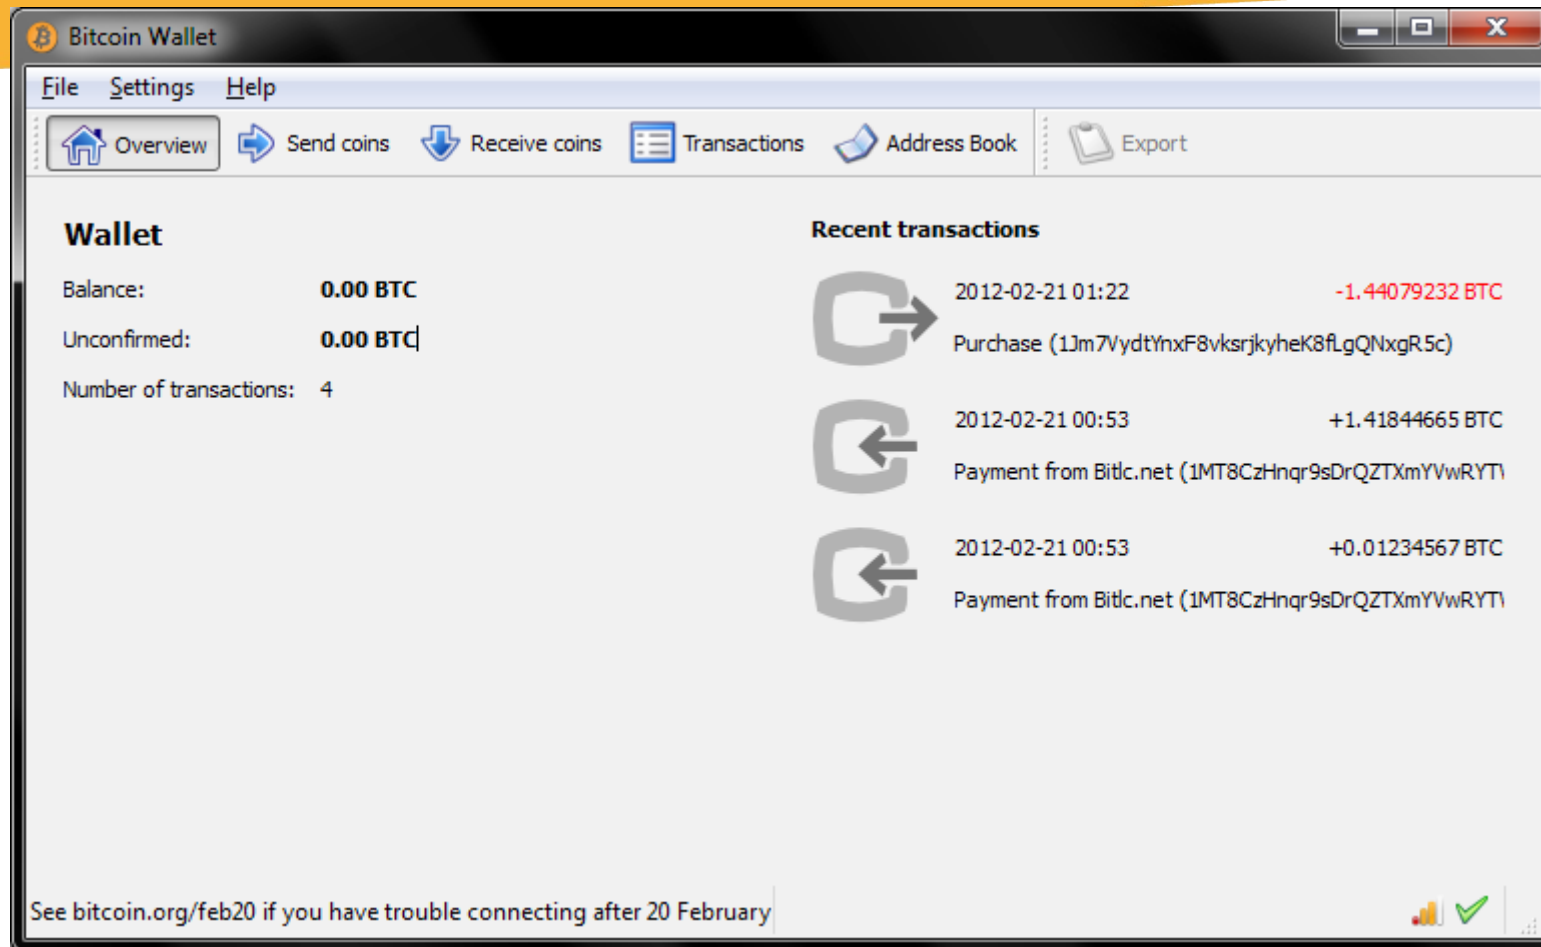 Bitcoin Wallet
File Settings Help
Overview Send coins Receive coins Transactions Address Book Export
Wallet
Balance: 0.00 BTC
Unconfirmed: 0.00 BTC
Number of transactions: 4
Recent transactions
2012-02-21 01:22 -1.44079232 BTC
Purchase (1Jm7VydtYnxF8vksrjkyheK8fLgQNxgR5c)
2012-02-21 00:53 +1.41844665 BTC
Payment from Bitlc.net (1MT8CzHnqr9sDrQZTXmYVwRYT
2012-02-21 00:53 +0.01234567 BTC
Payment from Bitlc.net (1MT8CzHnqr9sDrQZTXmYVwRYT
See bitcoin.org/feb20 if you have trouble connecting after 20 February